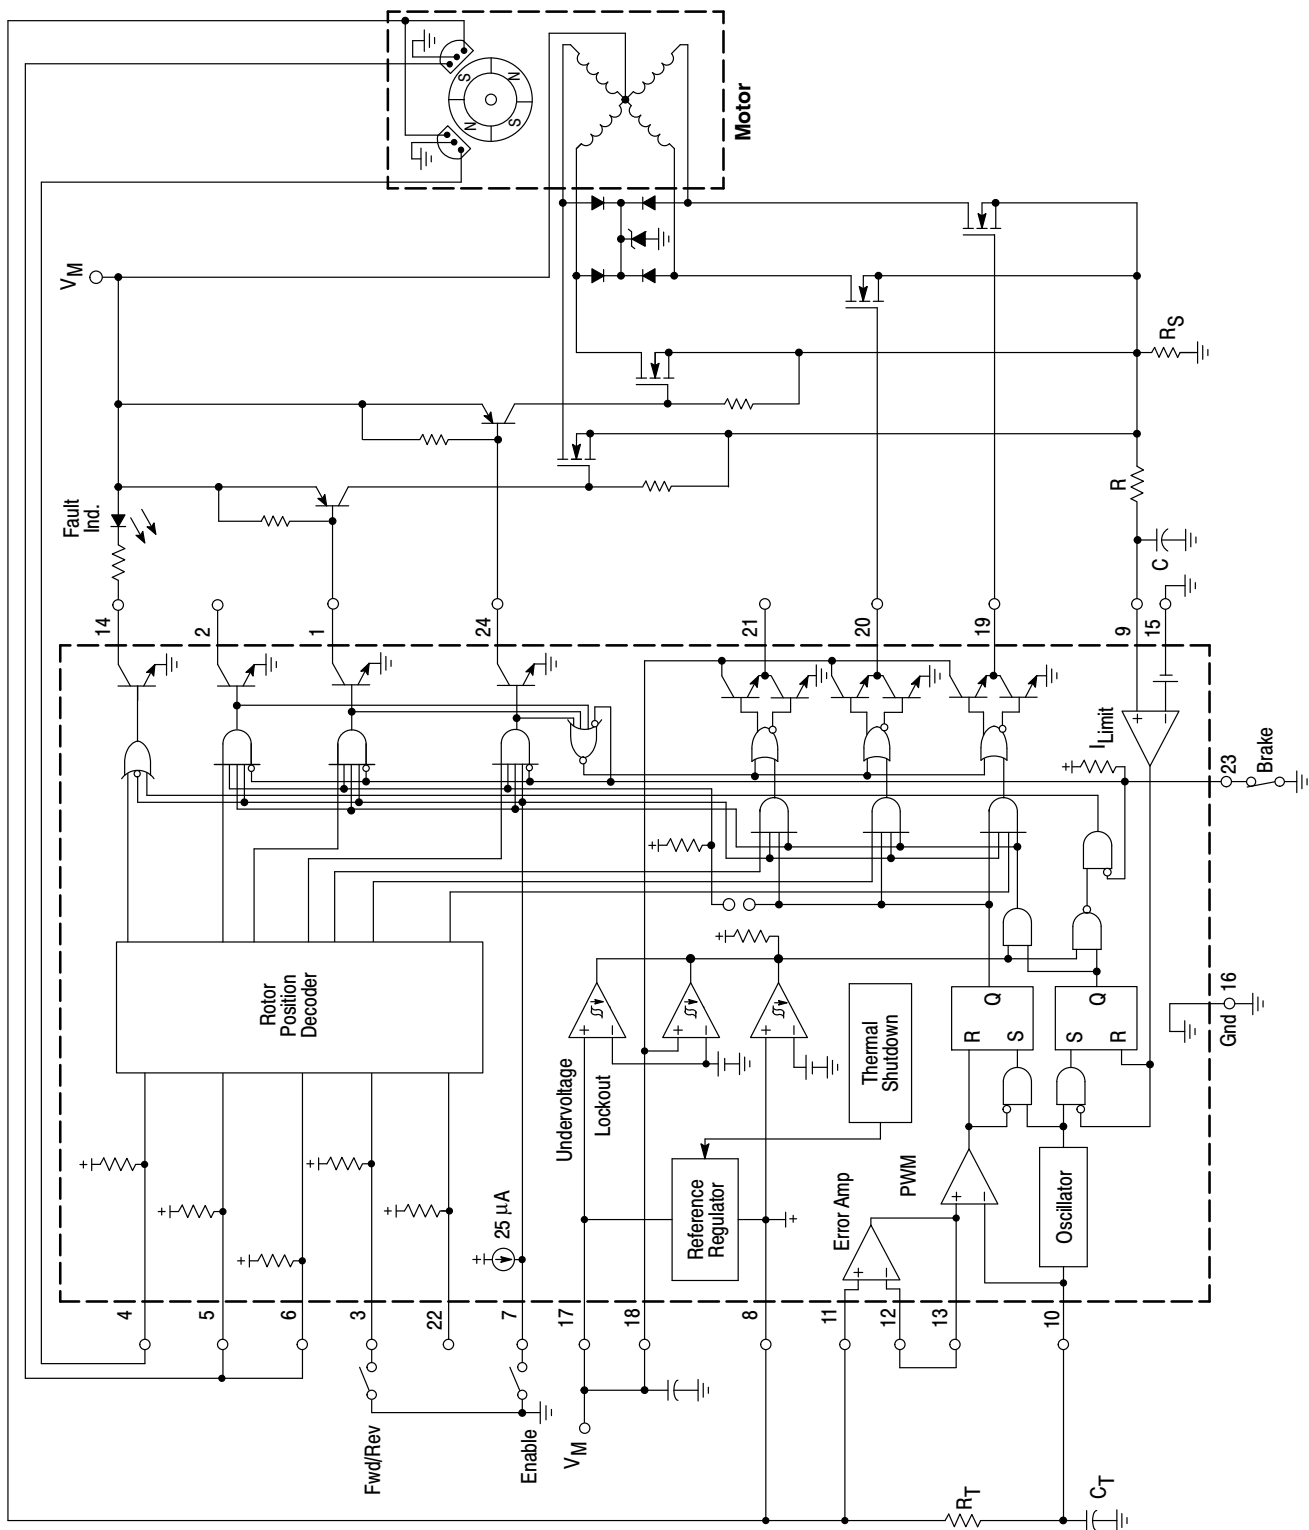 N
S
S
N
Motor
VM
RS
Fault
Ind.
R
C
14
2
1
24
21
20
19
9
15
ILimit
23
Brake
Rotor
Position
Decoder
Undervoltage
Lockout
Thermal
Shutdown
R
Q
S
S
Q
R
Gnd 16
Reference
Regulator
PWM
Error Amp
Oscillator
25 µA
+
+
+
+
+
+
+
+
+
+
−
+
−
+
−
+
−
+
−
+
−
4
5
6
3
22
7
17
18
8
11
12
13
10
Fwd/Rev
Enable
VM
RT
CT